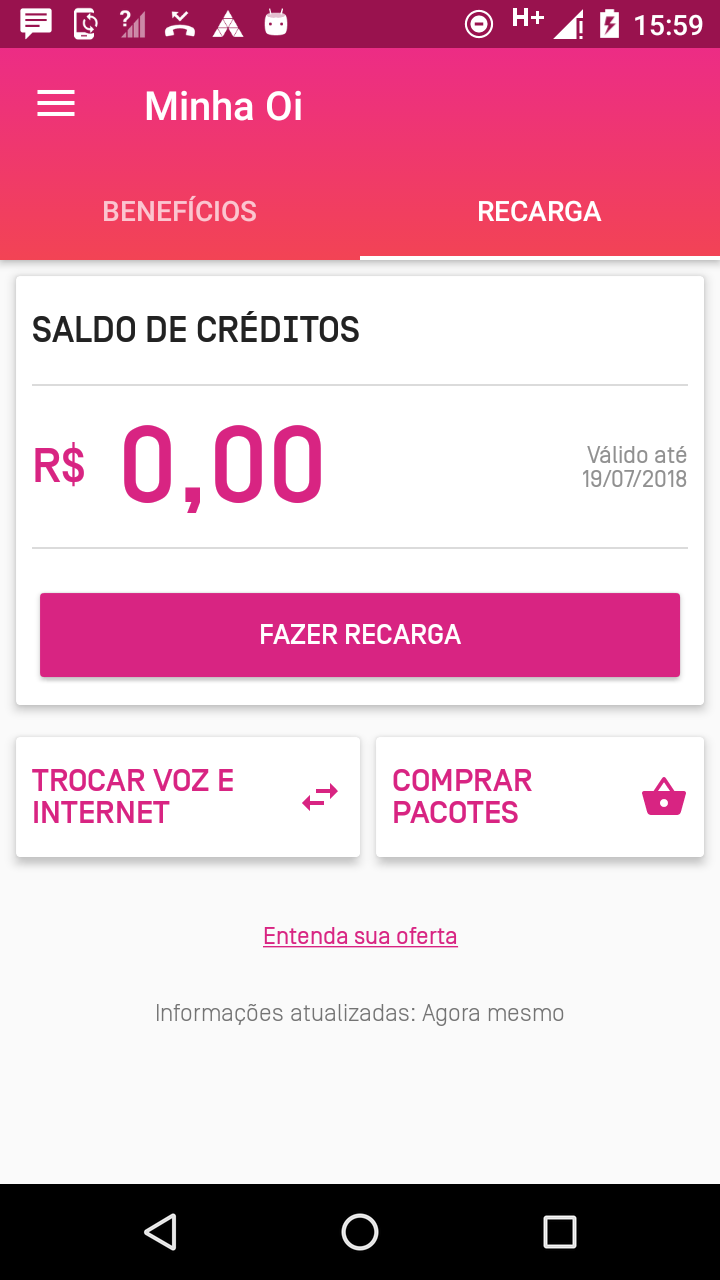 H+ 15:59
Minha Oi
BENEFÍCIOS RECARGA
SALDO DE CRÉDITOS
R$ 0,00
Válido até
19/07/2018
FAZER RECARGA
TROCAR VOZ E
INTERNET
COMPRAR
PACOTES
Entenda sua oferta
Informações atualizadas: Agora mesmo